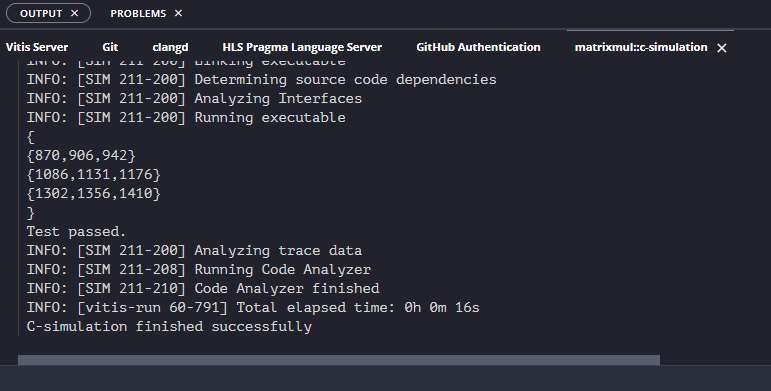 OUTPUT × PROBLEMS ×
Vitis Server Git clangd HLS Pragma Language Server GitHub Authentication matrixmul::c-simulation ×
INFO: [SIM 211-200] Linking executable
INFO: [SIM 211-200] Determining source code dependencies
INFO: [SIM 211-200] Analyzing Interfaces
INFO: [SIM 211-200] Running executable
{
{870,906,942}
{1086,1131,1176}
{1302,1356,1410}
}
Test passed.
INFO: [SIM 211-200] Analyzing trace data
INFO: [SIM 211-208] Running Code Analyzer
INFO: [SIM 211-210] Code Analyzer finished
INFO: [vitis-run 60-791] Total elapsed time: 0h 0m 16s
C-simulation finished successfully